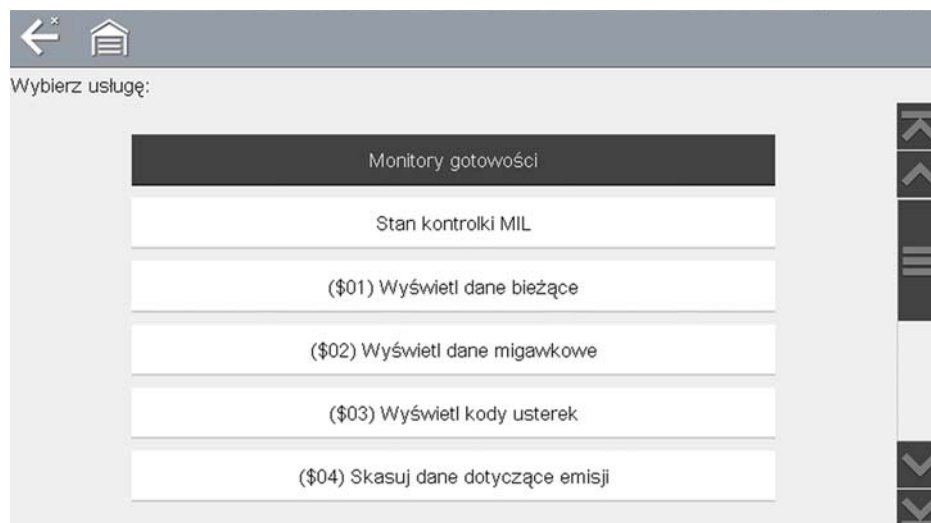 Wybierz usługę:
Monitory gotowości
Stan kontrolki MIL
($01) Wyświetl dane bieżące
($02) Wyświetl dane migawkowe
($03) Wyświetl kody usterek
($04) Skasuj dane dotyczące emisji